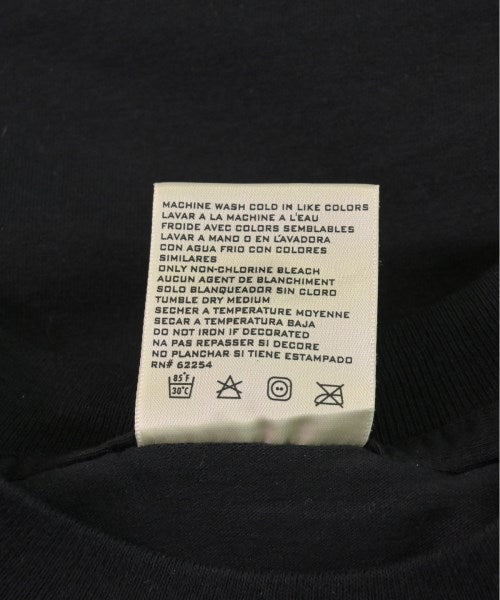 MACHINE WASH COLD IN LIKE COLORS
LAVAR A LA MACHINE A L'EAU
FROIDE AVEC COLORS SEMBLABLES
LAVAR A MANO O EN L'AVADORA
CON AGUA FRIO CON COLORES
SIMILARES
ONLY NON-CHLORINE BLEACH
AUCUN AGENT DE BLANCHIMENT
SOLO BLANQUEADOR SIN CLORO
TUMBLE DRY MEDIUM
SECHER A TEMPERATURE MOYENNE
SECAR A TEMPERATURA BAJA
DO NOT IRON IF DECORATED
NA PAS REPASSER SI DECORE
NO PLANCHAR SI TIENE ESTAMPADO
RN# 62254
85°F
30°C